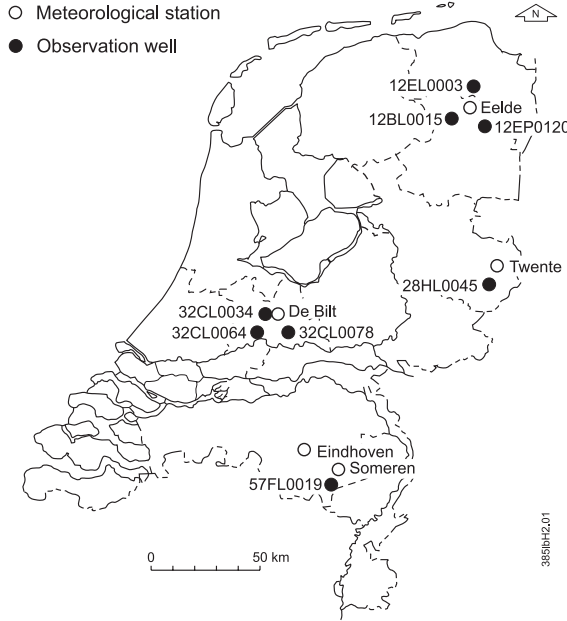 Meteorological station
N
Observation well
12EL0003
Eelde
12BL0015
12EP0120
Twente
28HL0045
32CL0034
De Bilt
32CL0064
32CL0078
Eindhoven
Someren
57FL0019
0
50 km
385lbH2.01